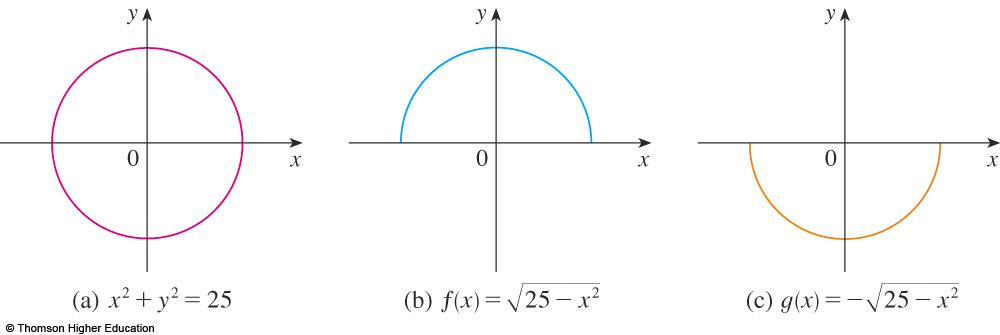 y
x
0
(a) x² + y² = 25
y
x
0
(b) f(x) = √25 − x²
y
x
0
(c) g(x) = −√25 − x²
© Thomson Higher Education